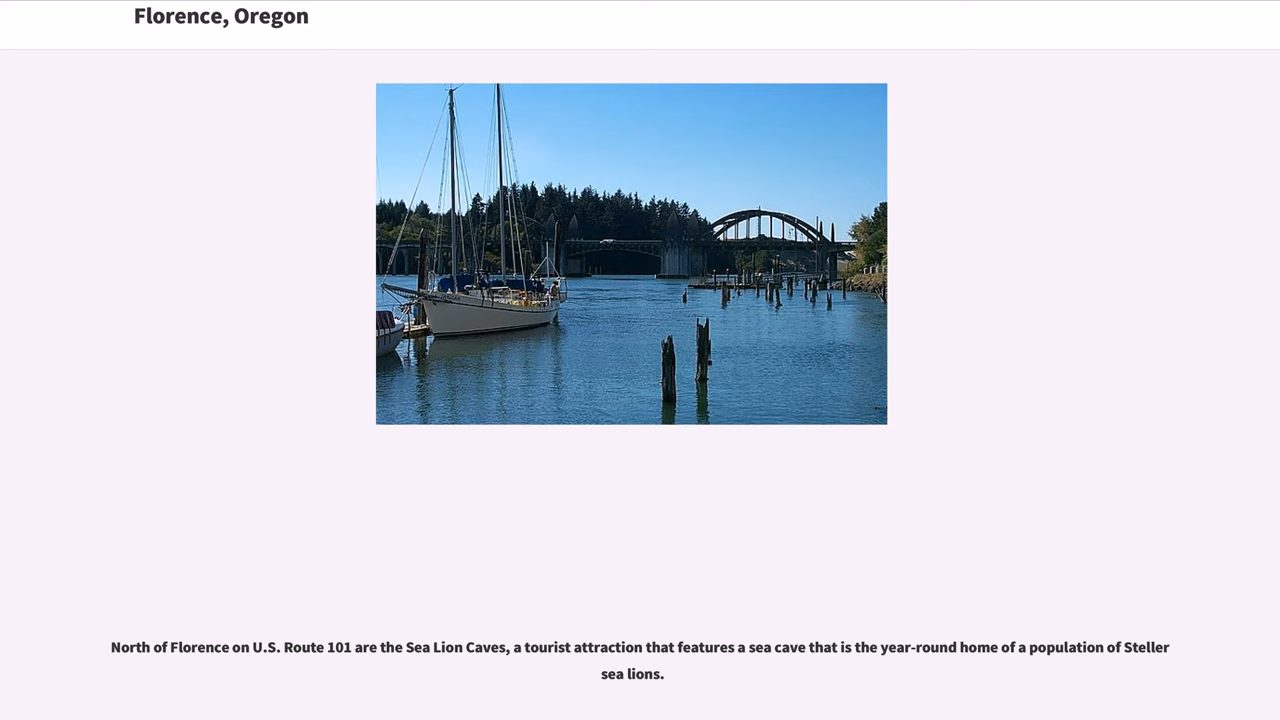 Florence, Oregon
North of Florence on U.S. Route 101 are the Sea Lion Caves, a tourist attraction that features a sea cave that is the year-round home of a population of Steller
sea lions.